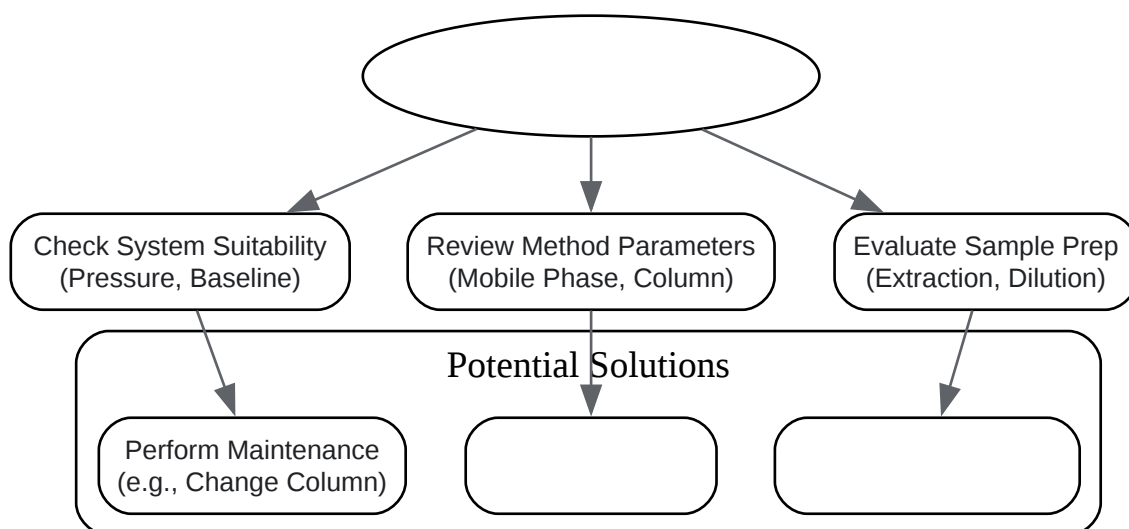 Check System Suitability
(Pressure, Baseline)
Review Method Parameters
(Mobile Phase, Column)
Evaluate Sample Prep
(Extraction, Dilution)
Potential Solutions
Perform Maintenance
(e.g., Change Column)